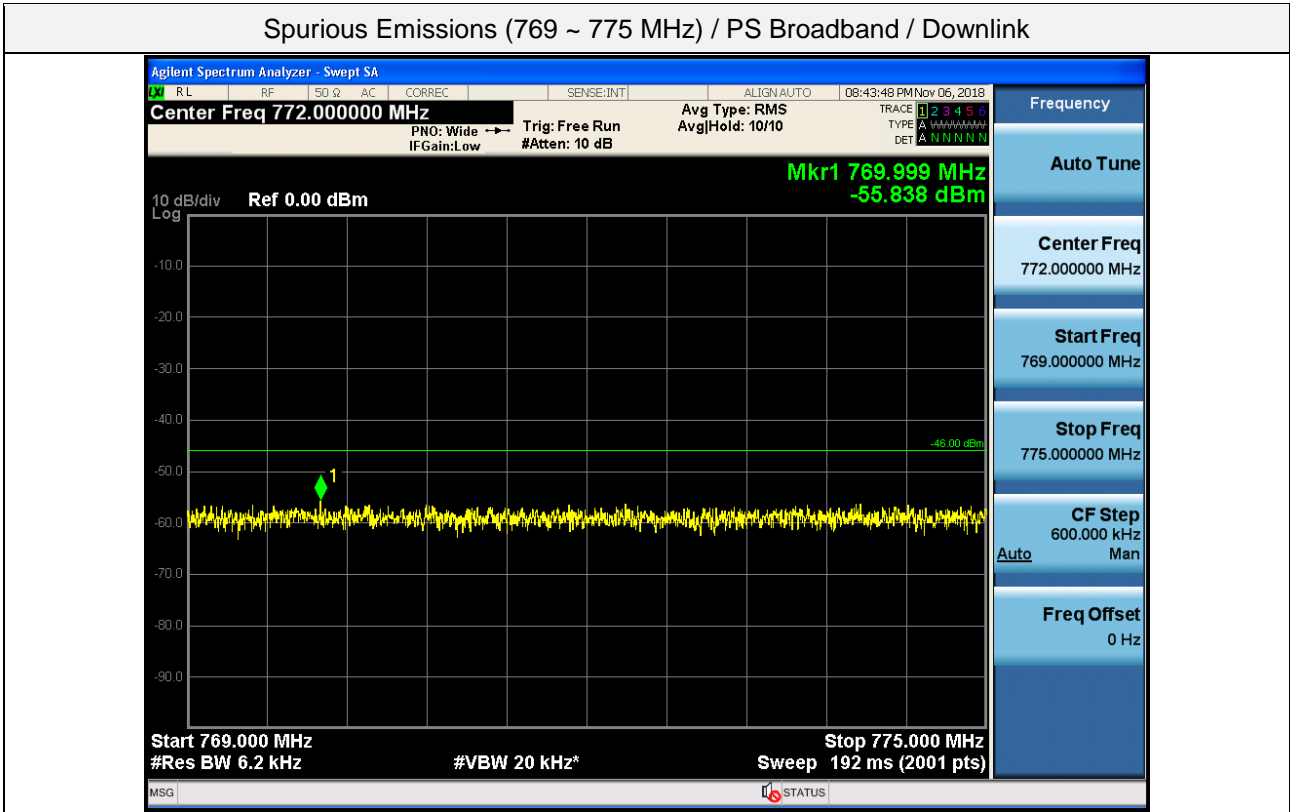 Spurious Emissions (769 ~ 775 MHz) / PS Broadband / Downlink
Agilent Spectrum Analyzer - Swept SA
LXI RL RF 50 Ω AC CORREC SENSE:INT ALIGN AUTO 08:43:48 PM Nov 06, 2018
Center Freq 772.000000 MHz
PNO: Wide
IFGain:Low
Trig: Free Run
#Atten: 10 dB
Avg Type: RMS
Avg|Hold: 10/10
TRACE 1 2 3 4 5 6
TYPE A WWWWW
DET A N N N N N
Mkr1 769.999 MHz
-55.838 dBm
10 dB/div Ref 0.00 dBm
Log
-10.0
-20.0
-30.0
-40.0
-46.00 dBm
-50.0
1
-60.0
-70.0
-80.0
-90.0
Start 769.000 MHz Stop 775.000 MHz
#Res BW 6.2 kHz #VBW 20 kHz* Sweep 192 ms (2001 pts)
MSG STATUS
Frequency
Auto Tune
Center Freq
772.000000 MHz
Start Freq
769.000000 MHz
Stop Freq
775.000000 MHz
CF Step
600.000 kHz
Auto Man
Freq Offset
0 Hz